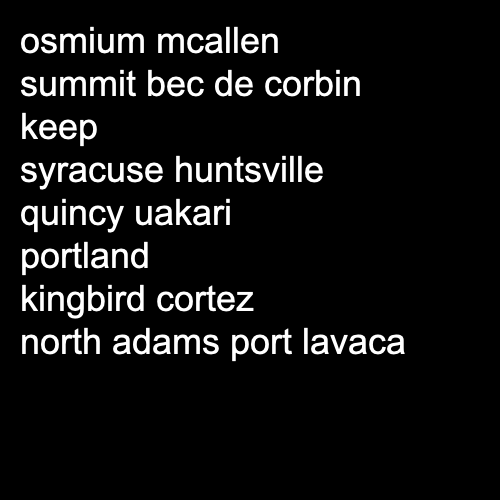 osmium mcallen
summit bec de corbin
keep
syracuse huntsville
quincy uakari
portland
kingbird cortez
north adams port lavaca